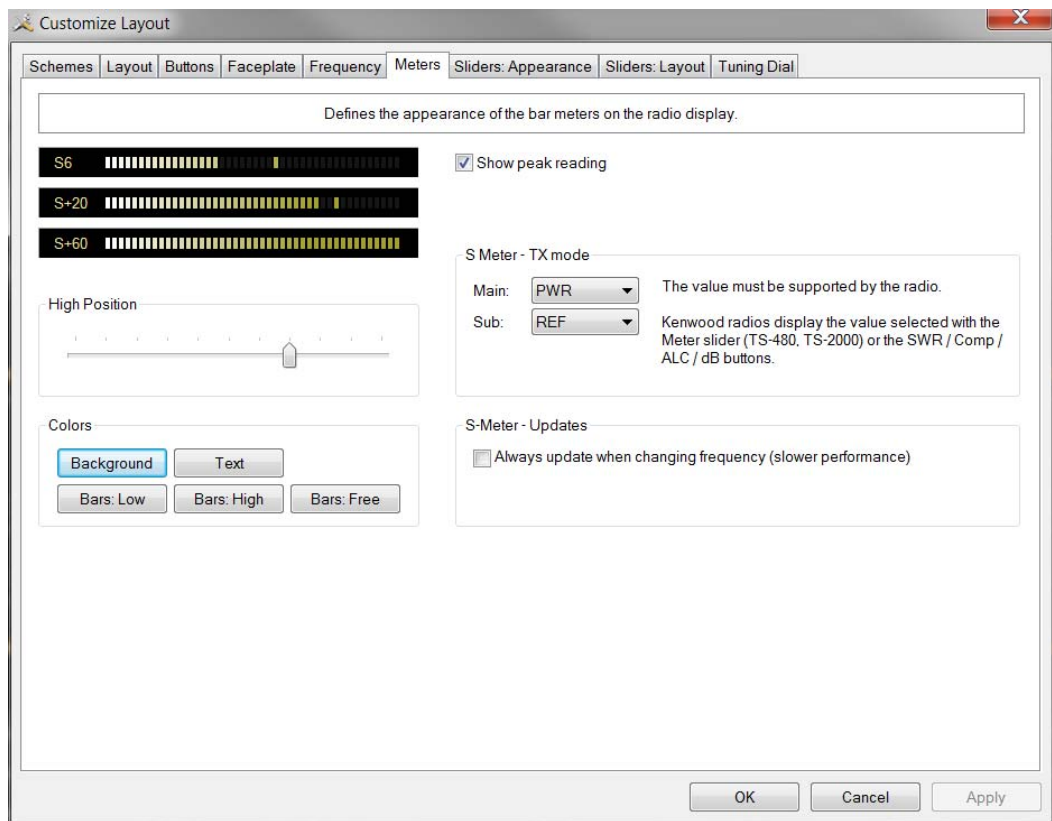 Customize Layout
X
Schemes Layout Buttons Faceplate Frequency Meters Sliders: Appearance Sliders: Layout Tuning Dial
Defines the appearance of the bar meters on the radio display.
S6
S+20
S+60
Show peak reading
High Position
S Meter - TX mode
Main: PWR
Sub: REF
The value must be supported by the radio.
Kenwood radios display the value selected with the
Meter slider (TS-480, TS-2000) or the SWR / Comp /
ALC / dB buttons.
Colors
Background Text
Bars: Low Bars: High Bars: Free
S-Meter - Updates
Always update when changing frequency (slower performance)
OK Cancel Apply